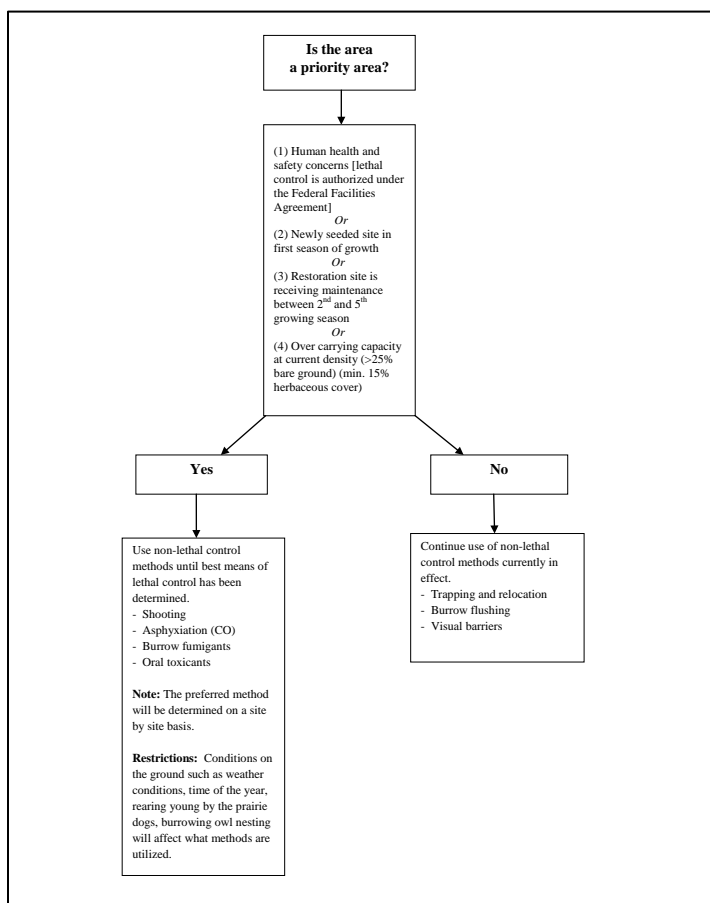 Is the area
a priority area?
(1) Human health and
safety concerns [lethal
control is authorized under
the Federal Facilities
Agreement]
Or
(2) Newly seeded site in
first season of growth
Or
(3) Restoration site is
receiving maintenance
between 2nd and 5th
growing season
Or
(4) Over carrying capacity
at current density (>25%
bare ground) (min. 15%
herbaceous cover)
Yes
Use non-lethal control
methods until best means of
lethal control has been
determined.
- Shooting
- Asphyxiation (CO)
- Burrow fumigants
- Oral toxicants
Note: The preferred method
will be determined on a site
by site basis.
Restrictions: Conditions on
the ground such as weather
conditions, time of the year,
rearing young by the prairie
dogs, burrowing owl nesting
will affect what methods are
utilized.
No
Continue use of non-lethal
control methods currently in
effect.
- Trapping and relocation
- Burrow flushing
- Visual barriers